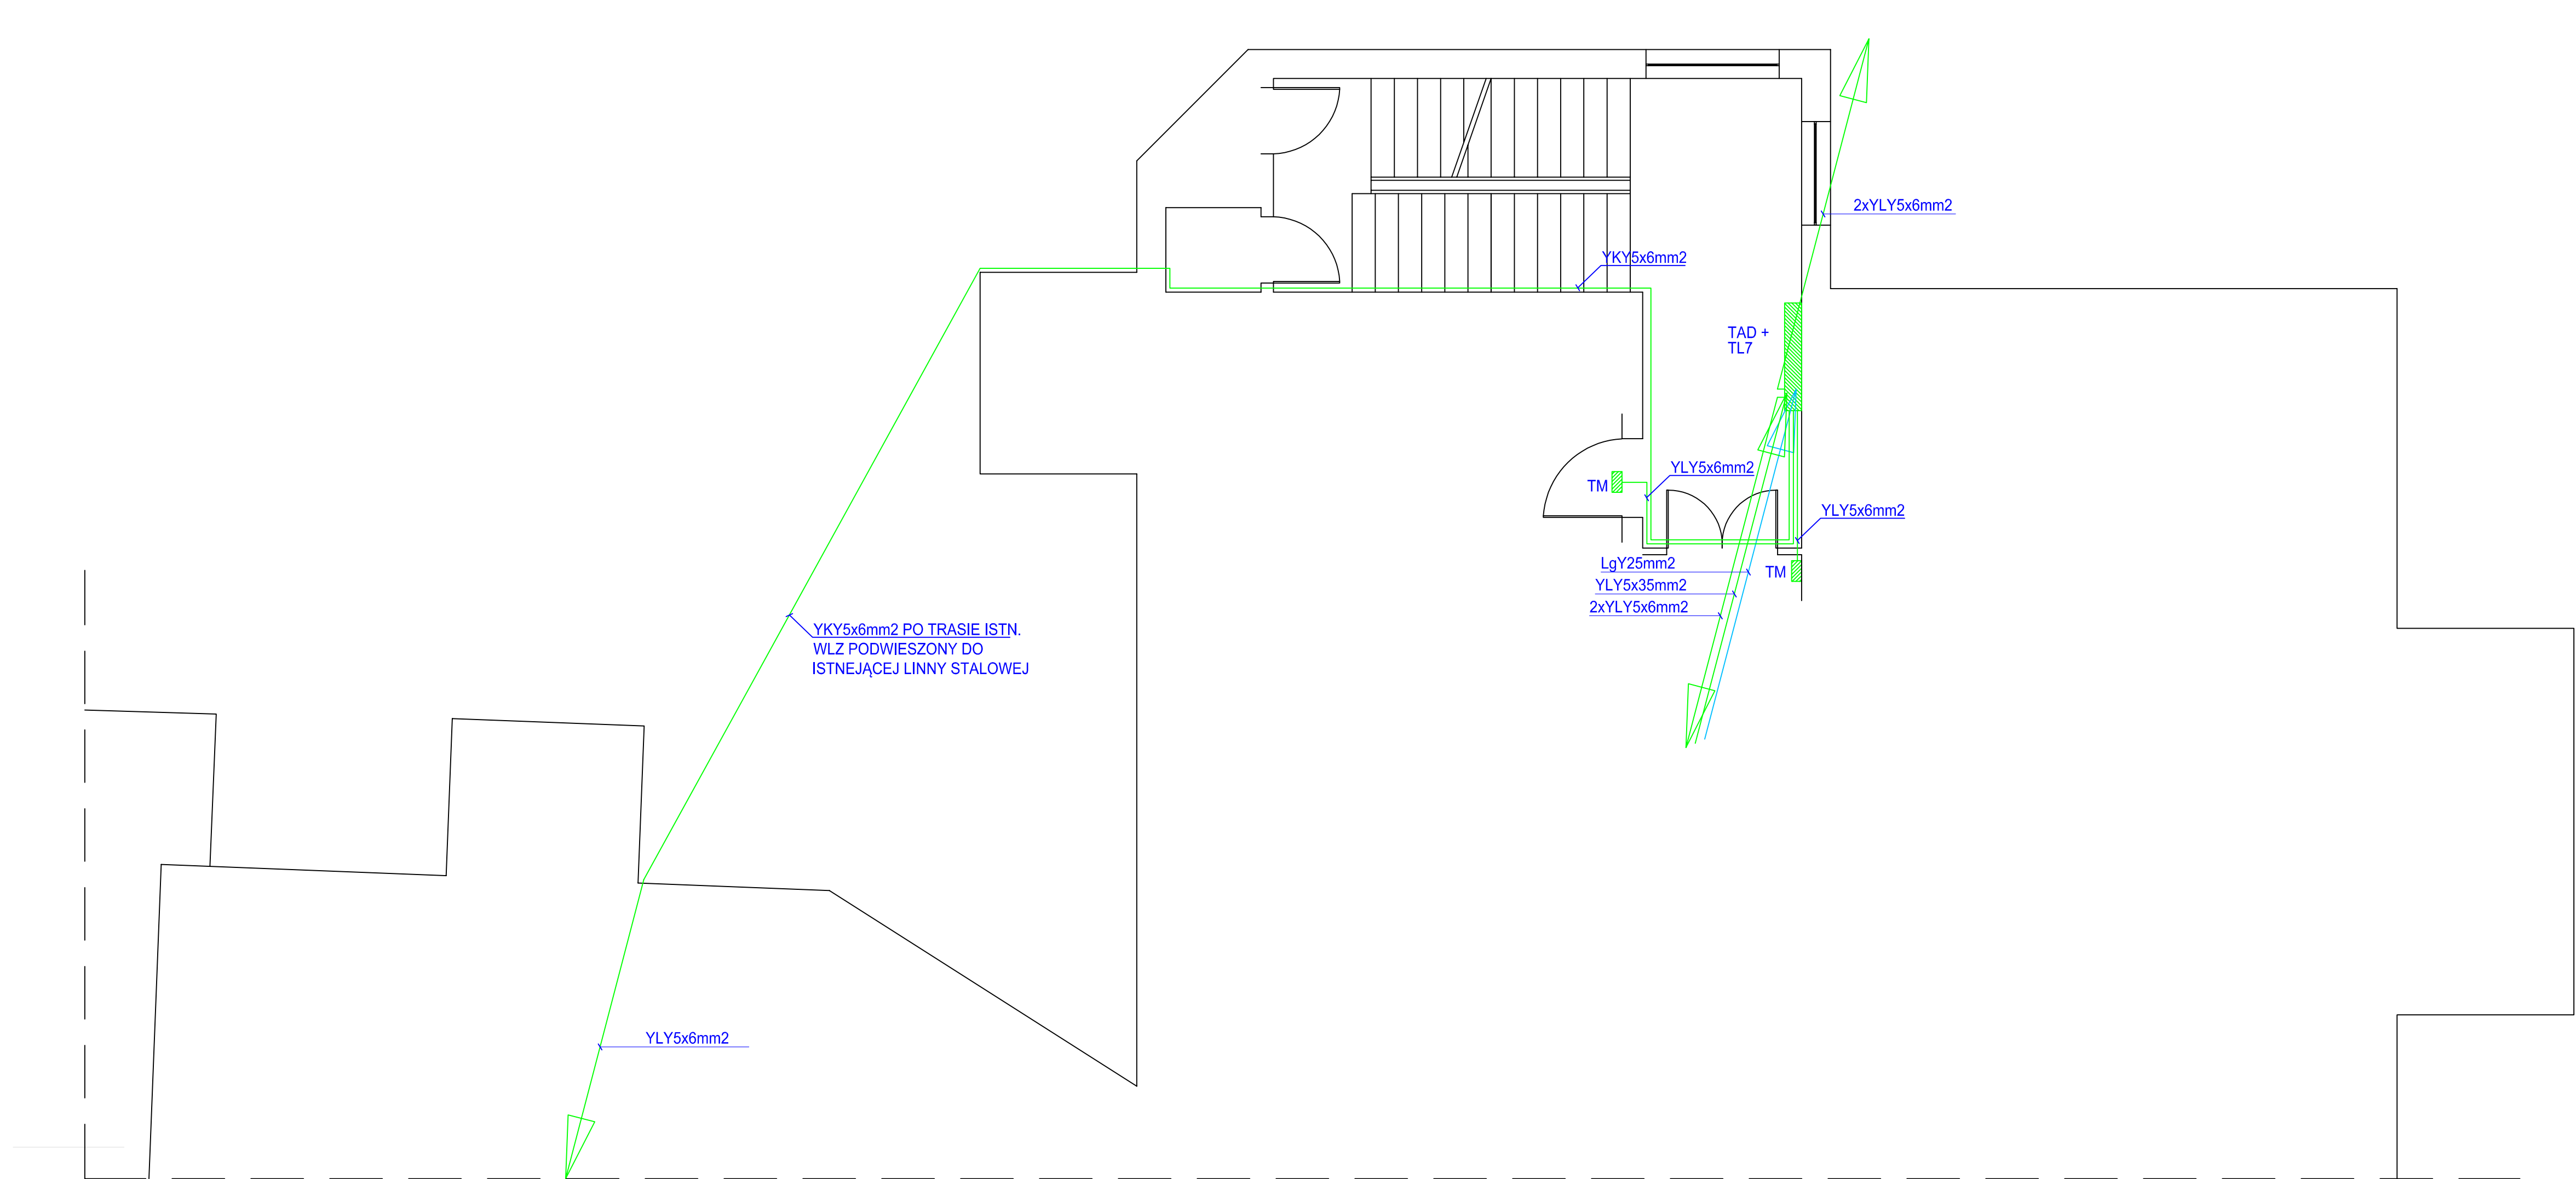 2xYLY5x6mm2
YKY5x6mm2
TAD +
TL7
YLY5x6mm2
TM
YLY5x6mm2
LgY25mm2
TM
YLY5x35mm2
2xYLY5x6mm2
YKY5x6mm2 PO TRASIE ISTN.
WLZ PODWIESZONY DO
ISTNEJĄCEJ LINNY STALOWEJ
YLY5x6mm2